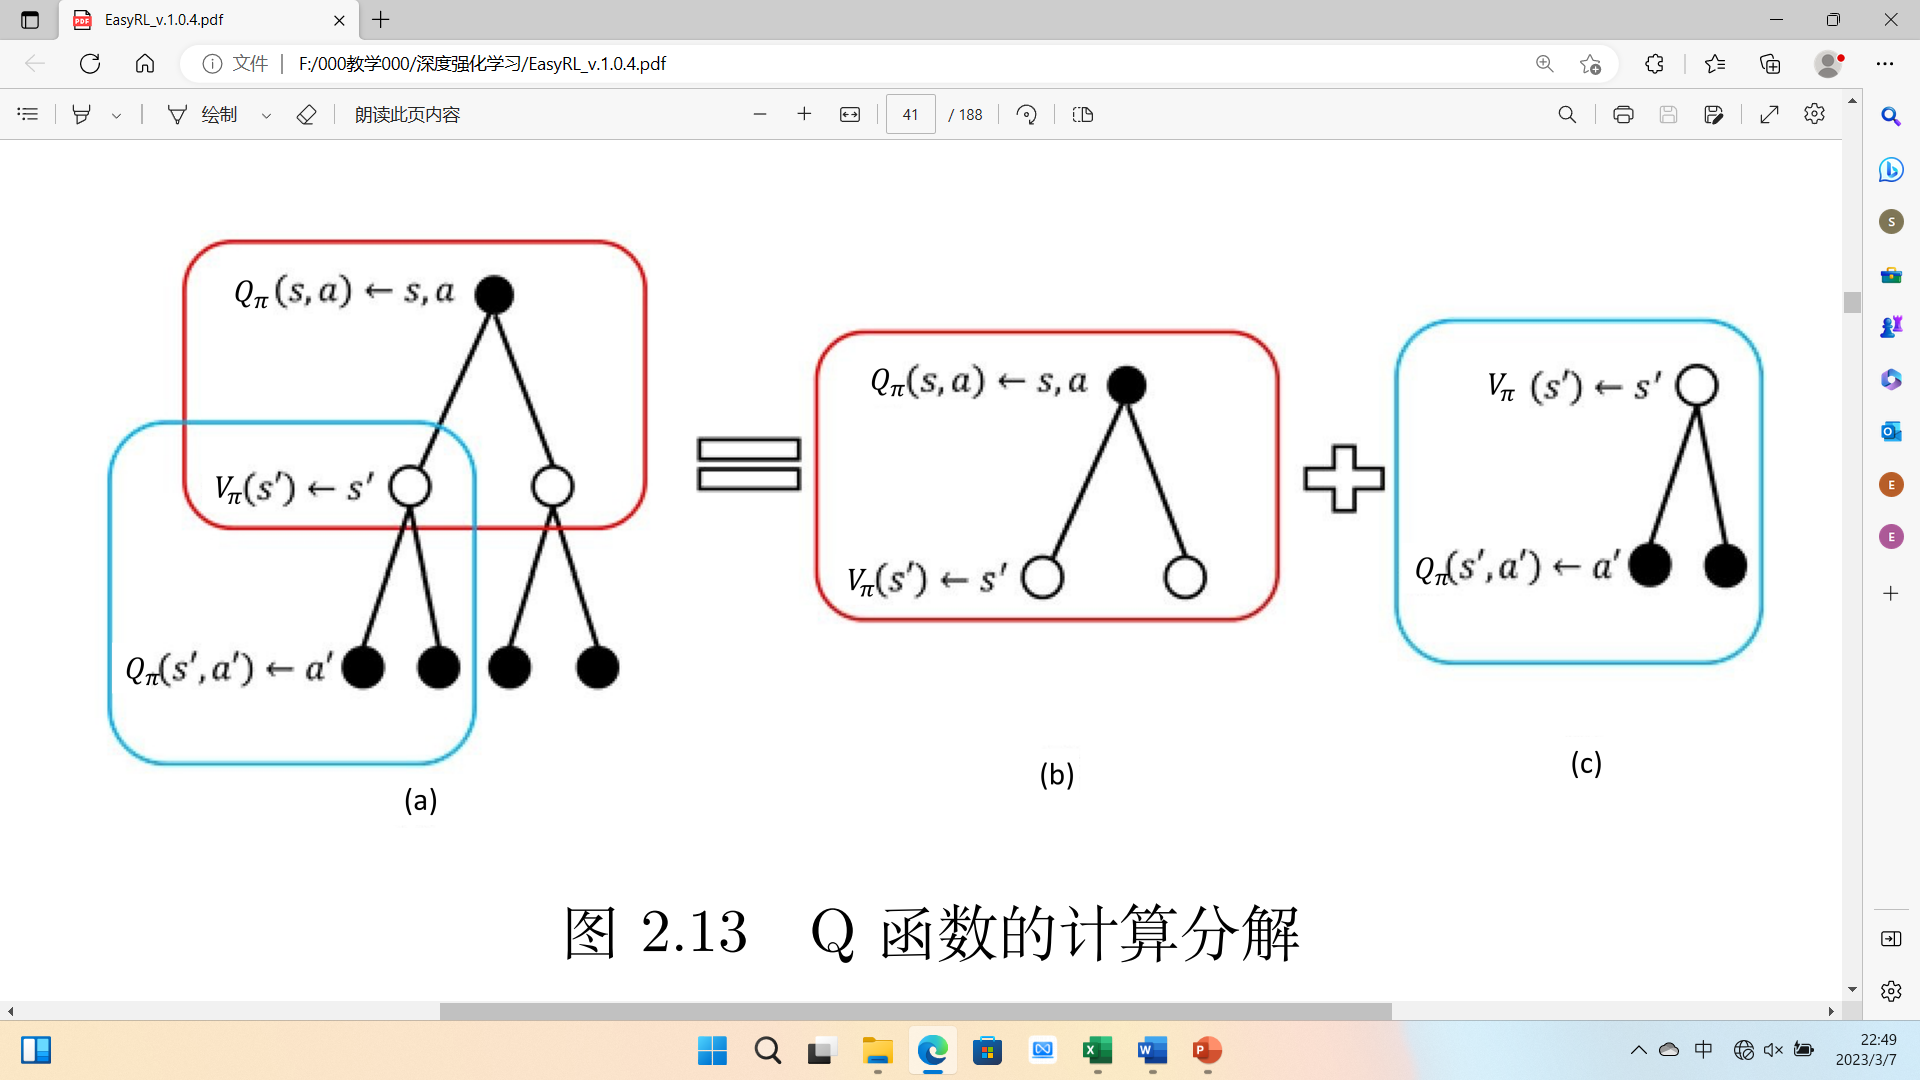 EasyRL_v.1.0.4.pdf
文件 F:/000教学000/深度强化学习/EasyRL_v.1.0.4.pdf
绘制 朗读此页内容 41 / 188
Qπ(s,a) ← s,a
Vπ(s′) ← s′
Qπ(s′,a′) ← a′
(a)
Qπ(s,a) ← s,a
Vπ(s′) ← s′
(b)
Vπ (s′) ← s′
Qπ(s′,a′) ← a′
(c)
图 2.13 Q 函数的计算分解
S
E
E
中
22:49
2023/3/7